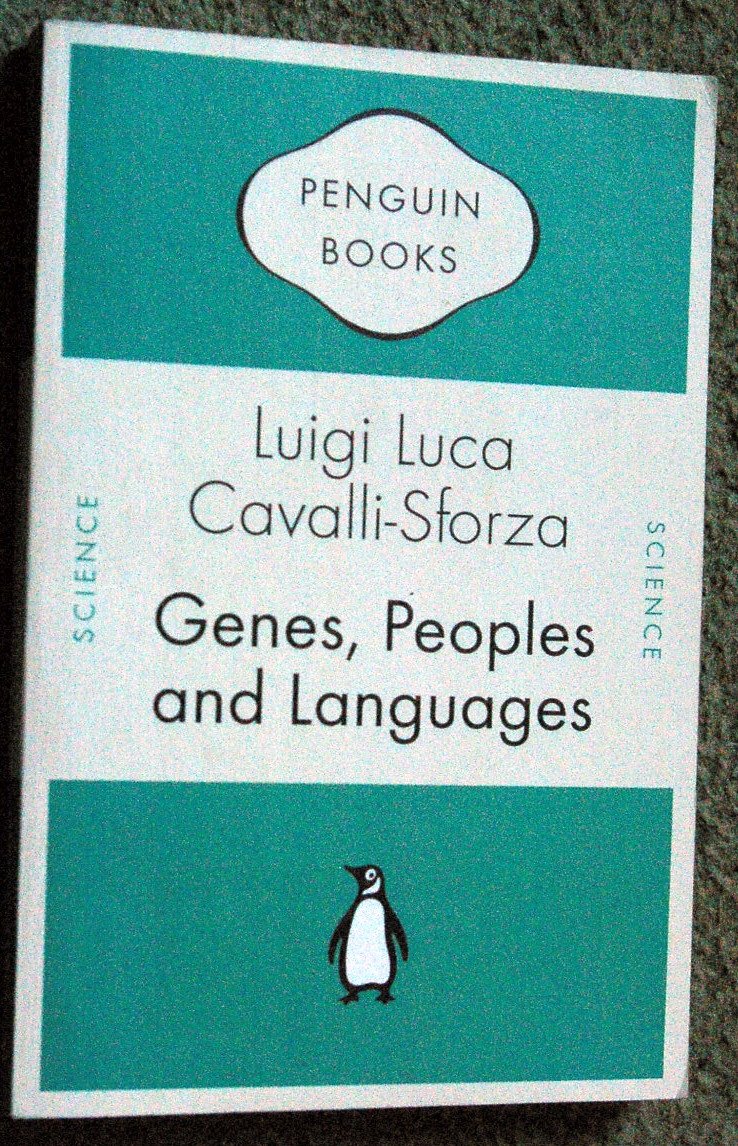 PENGUIN
BOOKS
Luigi Luca
Cavalli-Sforza
SCIENCE
SCIENCE
Genes, Peoples
and Languages